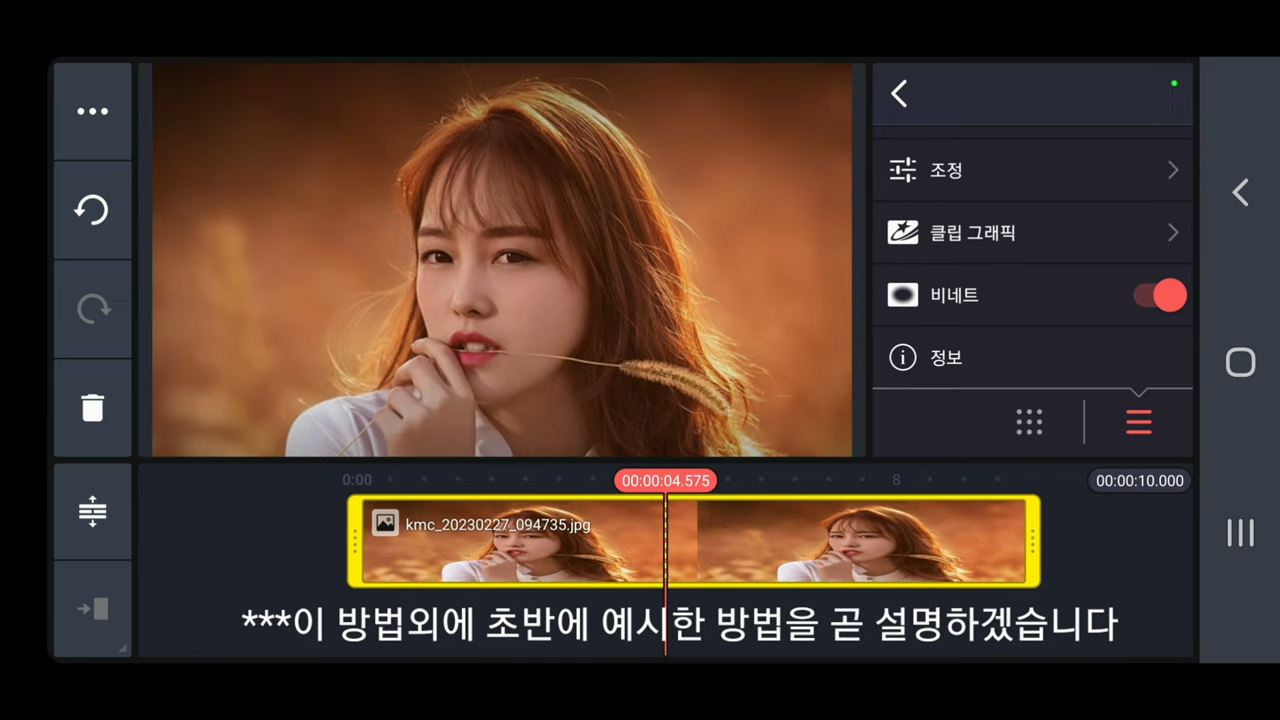 조정
클립 그래픽
비네트
정보
0:00
00:00:04.575
8
00:00:10.000
kmc_20230227_094735.jpg
***이 방법외에 초반에 예시한 방법을 곧 설명하겠습니다